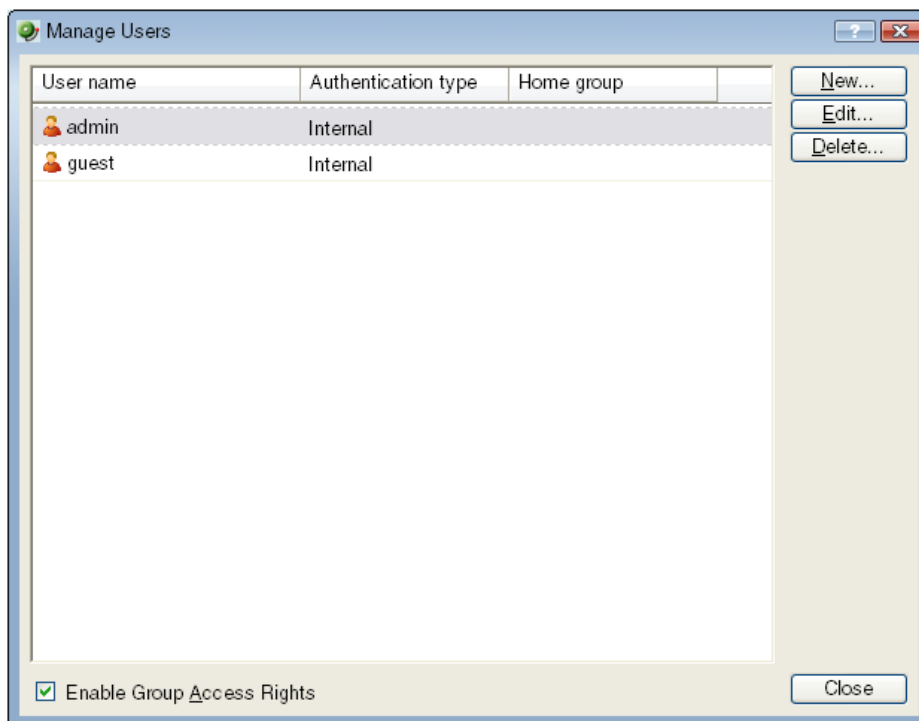 Manage Users
?
User name Authentication type Home group
New...
Edit...
Delete...
admin Internal
guest Internal
Enable Group Access Rights
Close